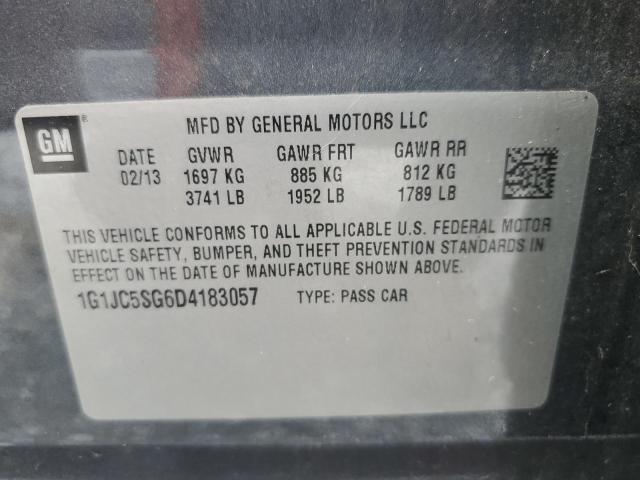 GM ®
MFD BY GENERAL MOTORS LLC
DATE GVWR GAWR FRT GAWR RR
02/13 1697 KG 885 KG 812 KG
3741 LB 1952 LB 1789 LB
THIS VEHICLE CONFORMS TO ALL APPLICABLE U.S. FEDERAL MOTOR
VEHICLE SAFETY, BUMPER, AND THEFT PREVENTION STANDARDS IN
EFFECT ON THE DATE OF MANUFACTURE SHOWN ABOVE.
1G1JC5SG6D4183057 TYPE: PASS CAR